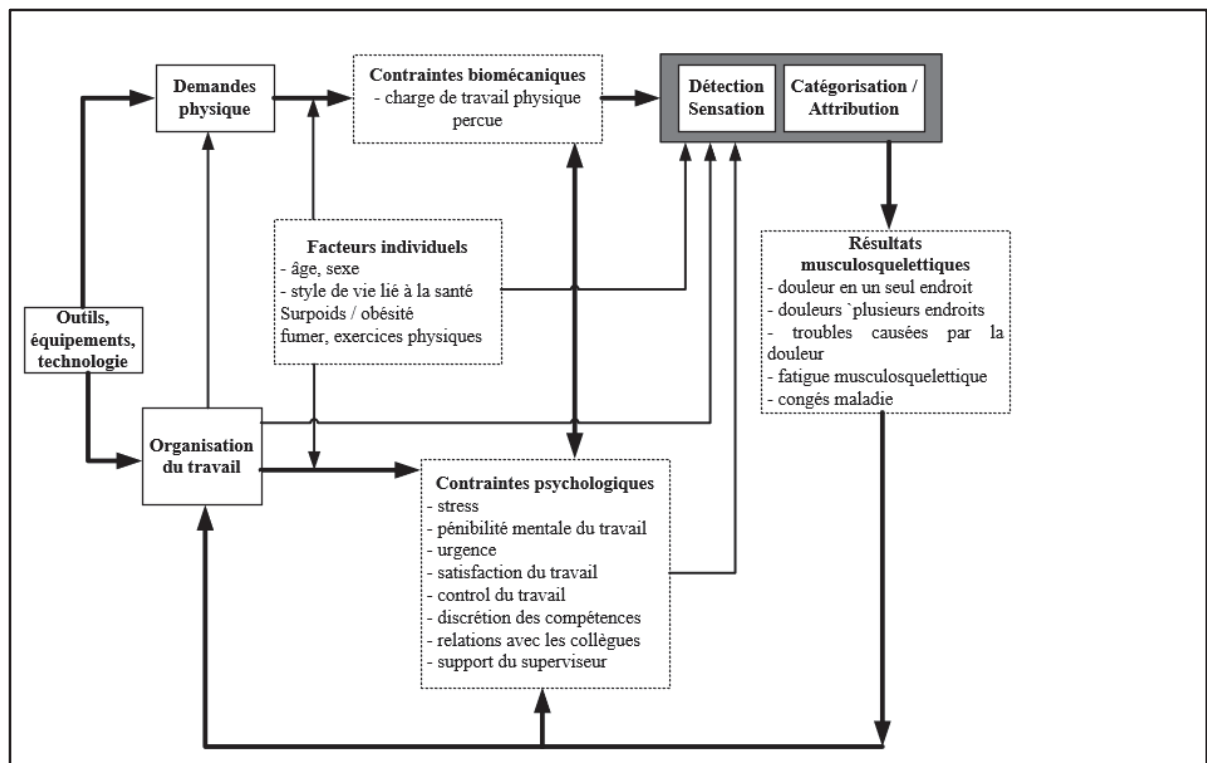 Demandes
physique
Contraintes biomécaniques
- charge de travail physique
percue
Détection
Sensation
Catégorisation /
Attribution
Facteurs individuels
- âge, sexe
- style de vie lié à la santé
Surpoids / obésité
fumer, exercices physiques
Résultats
musculosquelettiques
- douleur en un seul endroit
- douleurs `plusieurs endroits
- troubles causées par la
douleur
- fatigue musculosquelettique
- congés maladie
Outils,
équipements,
technologie
Organisation
du travail
Contraintes psychologiques
- stress
- pénibilité mentale du travail
- urgence
- satisfaction du travail
- control du travail
- discrétion des compétences
- relations avec les collègues
- support du superviseur